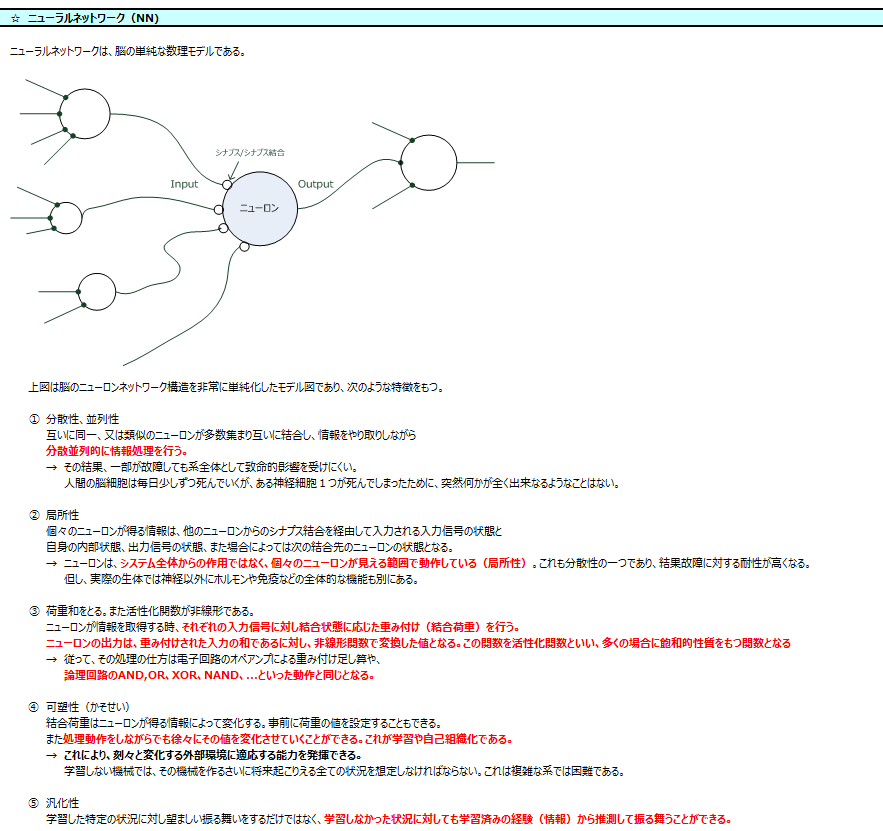 ☆ ニューラルネットワーク（NN）
ニューラルネットワークは、脳の単純な数理モデルである。
シナプス/シナプス結合
Input
Output
ニューロン
上図は脳のニューロンネットワーク構造を非常に単純化したモデル図であり、次のような特徴をもつ。
① 分散性、並列性
互いに同一、又は類似のニューロンが多数集まり互いに結合し、情報をやり取りしながら
分散並列的に情報処理を行う。
→ その結果、一部が故障しても系全体として致命的影響を受けにくい。
人間の脳細胞は毎日少しずつ死んでいくが、ある神経細胞１つが死んでしまったために、突然何かが全く出来なるようなことはない。
② 局所性
個々のニューロンが得る情報は、他のニューロンからのシナプス結合を経由して入力される入力信号の状態と
自身の内部状態、出力信号の状態、また場合によっては次の結合先のニューロンの状態となる。
→ ニューロンは、システム全体からの作用ではなく、個々のニューロンが見える範囲で動作している（局所性）。これも分散性の一つであり、結果故障に対する耐性が高くなる。
但し、実際の生体では神経以外にホルモンや免疫などの全体的な機能も別にある。
③ 荷重和をとる。また活性化関数が非線形である。
ニューロンが情報を取得する時、それぞれの入力信号に対し結合状態に応じた重み付け（結合荷重）を行う。
ニューロンの出力は、重み付けされた入力の和であるに対し、非線形関数で変換した値となる。この関数を活性化関数といい、多くの場合に飽和的性質をもつ関数となる
→ 従って、その処理の仕方は電子回路のオペアンプによる重み付け足し算や、
論理回路のAND,OR、XOR、NAND、…といった動作と同じとなる。
④ 可塑性（かそせい）
結合荷重はニューロンが得る情報によって変化する。事前に荷重の値を設定することもできる。
また処理動作をしながらでも徐々にその値を変化させていくことができる。これが学習や自己組織化である。
→ これにより、刻々と変化する外部環境に適応する能力を発揮できる。
学習しない機械では、その機械を作るさいに将来起こりえる全ての状況を想定しなければならない。これは複雑な系では困難である。
⑤ 汎化性
学習した特定の状況に対し望ましい振る舞いをするだけではなく、学習しなかった状況に対しても学習済みの経験（情報）から推測して振る舞うことができる。